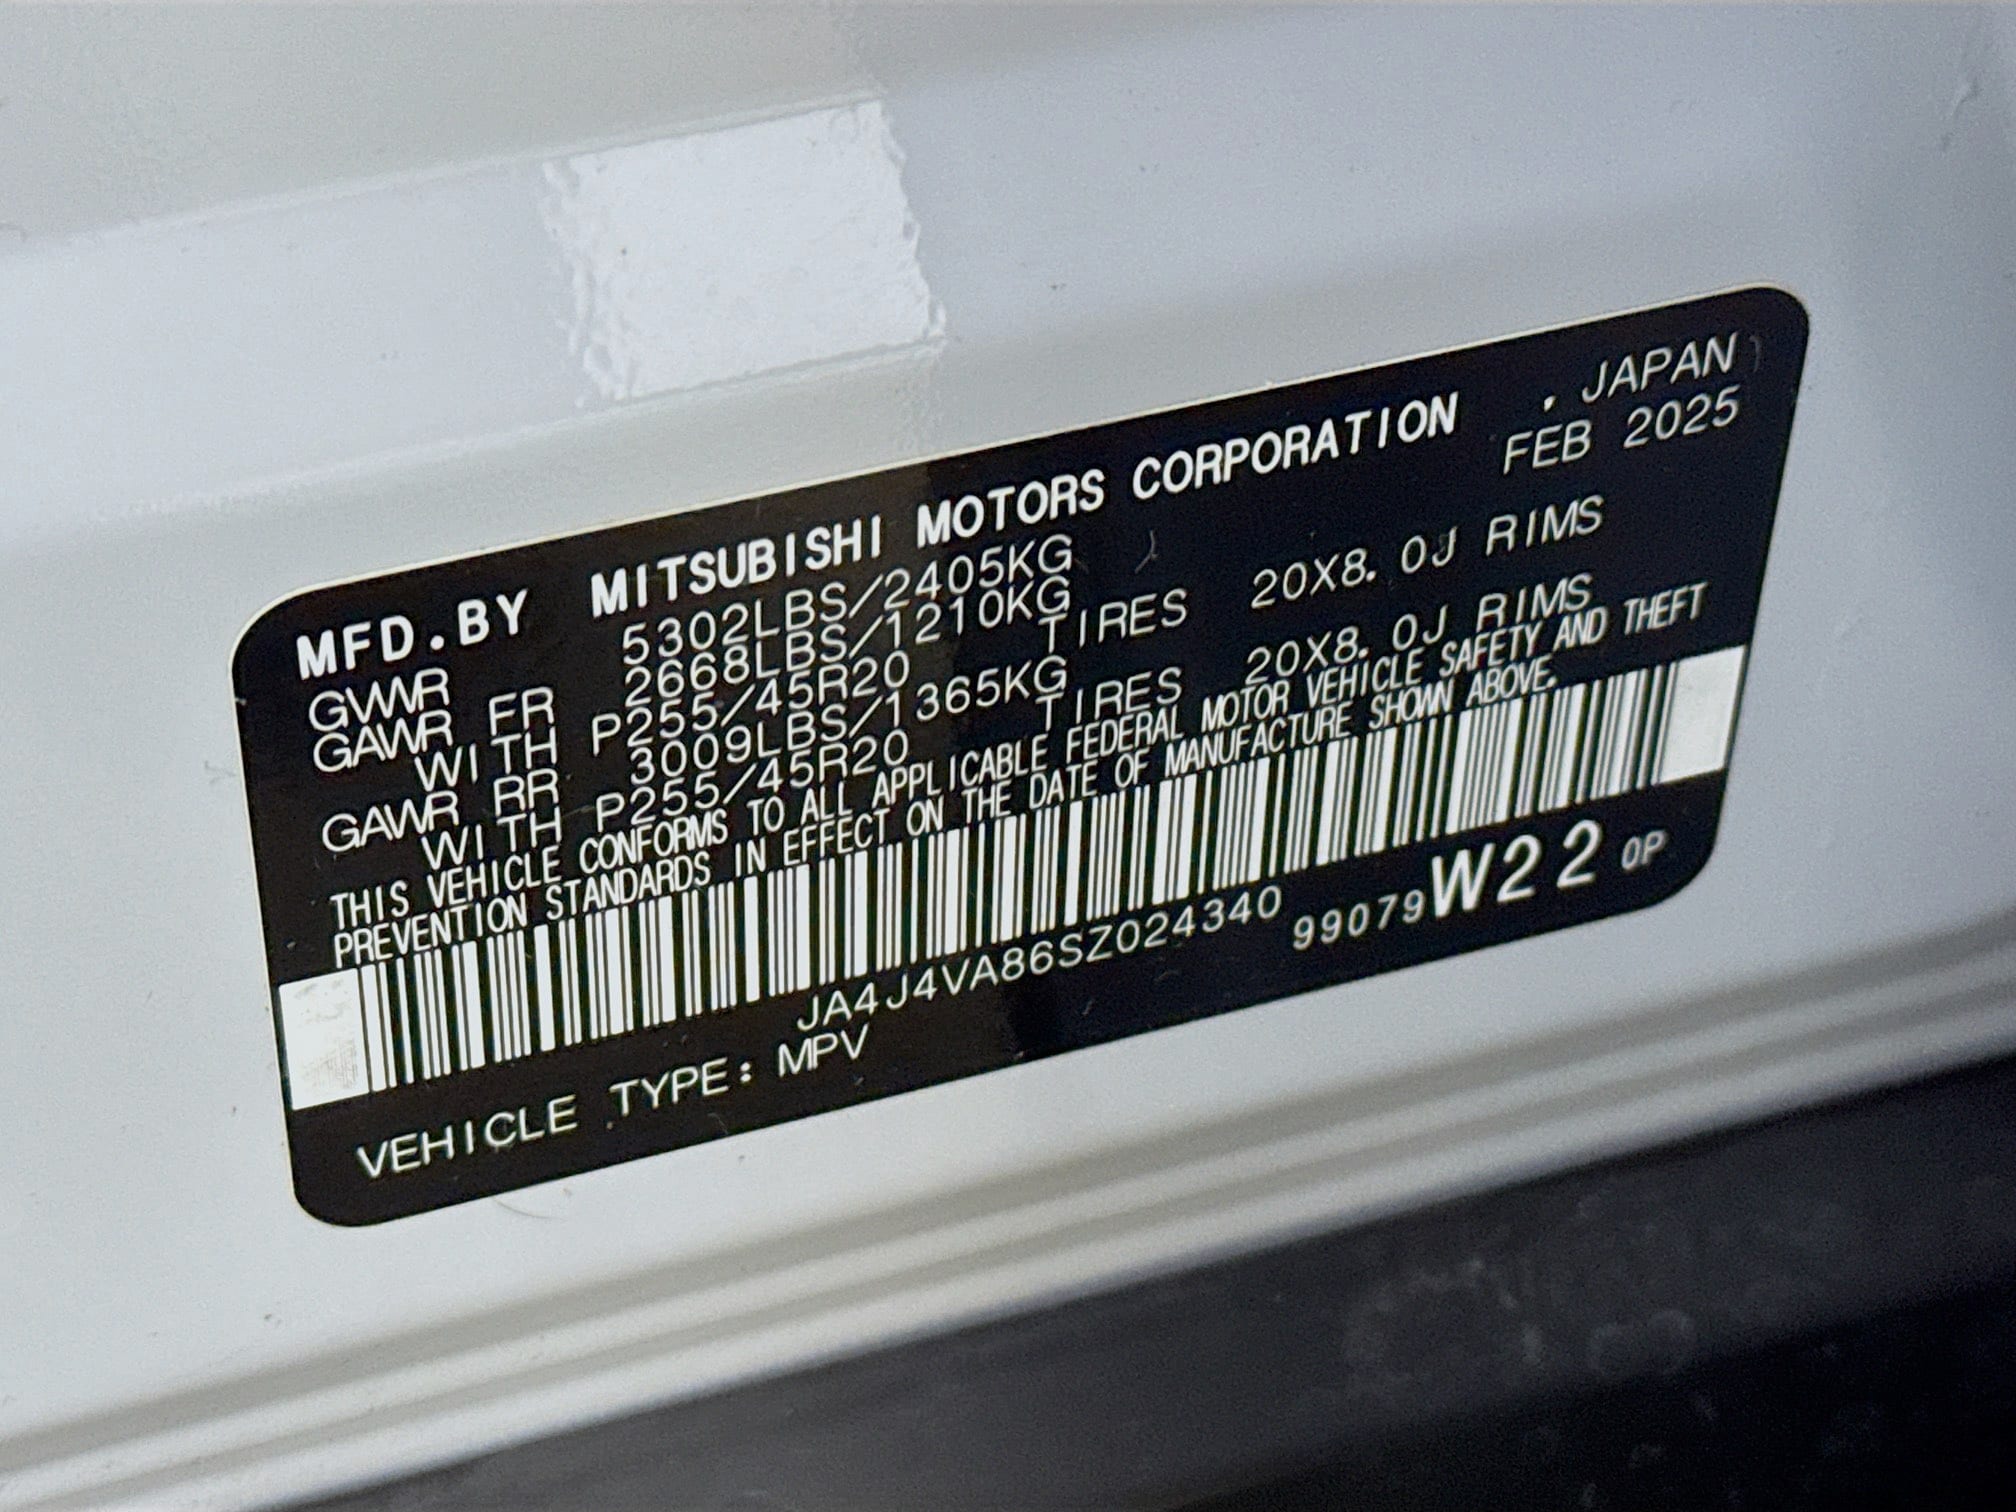 MFD.BY MITSUBISHI MOTORS CORPORATION . JAPAN
GVWR 5302LBS/2405KG FEB 2025
GAWR FR 2668LBS/1210KG
WITH P255/45R20 TIRES 20X8.0J RIMS
GAWR RR 3009LBS/1365KG
WITH P255/45R20 TIRES 20X8.0J RIMS
THIS VEHICLE CONFORMS TO ALL APPLICABLE FEDERAL MOTOR VEHICLE SAFETY AND THEFT
PREVENTION STANDARDS IN EFFECT ON THE DATE OF MANUFACTURE SHOWN ABOVE.
JA4J4VA86SZ024340 99079 W22 0P
VEHICLE TYPE: MPV